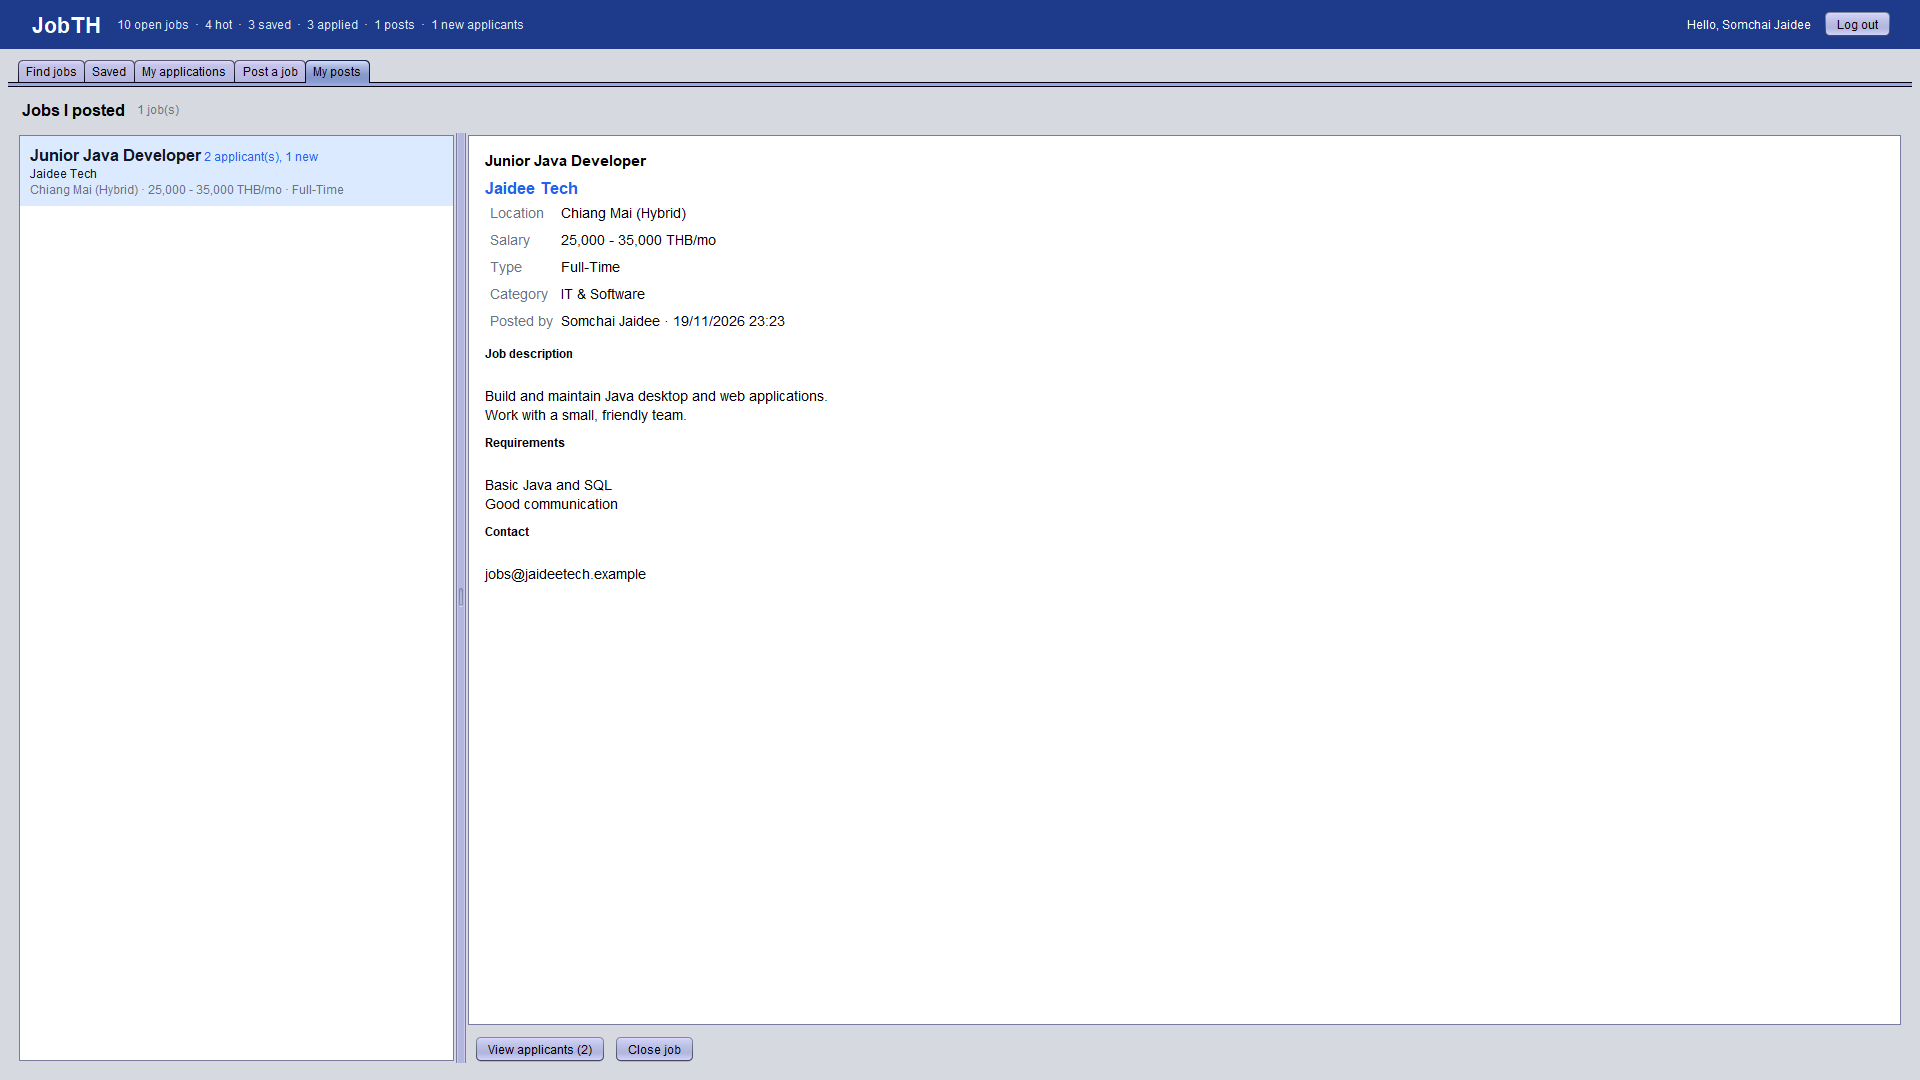 JobTH 10 open jobs · 4 hot · 3 saved · 3 applied · 1 posts · 1 new applicants Hello, Somchai Jaidee Log out
Find jobs Saved My applications Post a job My posts
Jobs I posted 1 job(s)
Junior Java Developer 2 applicant(s), 1 new
Jaidee Tech
Chiang Mai (Hybrid) · 25,000 - 35,000 THB/mo · Full-Time
Junior Java Developer
Jaidee Tech
Location Chiang Mai (Hybrid)
Salary 25,000 - 35,000 THB/mo
Type Full-Time
Category IT & Software
Posted by Somchai Jaidee · 19/11/2026 23:23
Job description
Build and maintain Java desktop and web applications.
Work with a small, friendly team.
Requirements
Basic Java and SQL
Good communication
Contact
jobs@jaideetech.example
View applicants (2) Close job